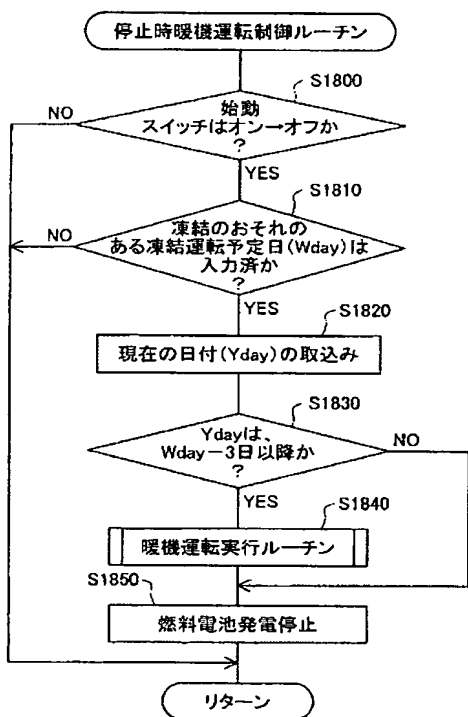 停止時暖機運転制御ルーチン
S1800
始動
スイッチはオン→オフか
?
NO
YES
S1810
凍結のおそれの
ある凍結運転予定日(Wday)は
入力済か
?
NO
YES
S1820
現在の日付(Yday)の取込み
S1830
Ydayは、
Wday−3日以降か
?
NO
YES
S1840
暖機運転実行ルーチン
S1850
燃料電池発電停止
リターン